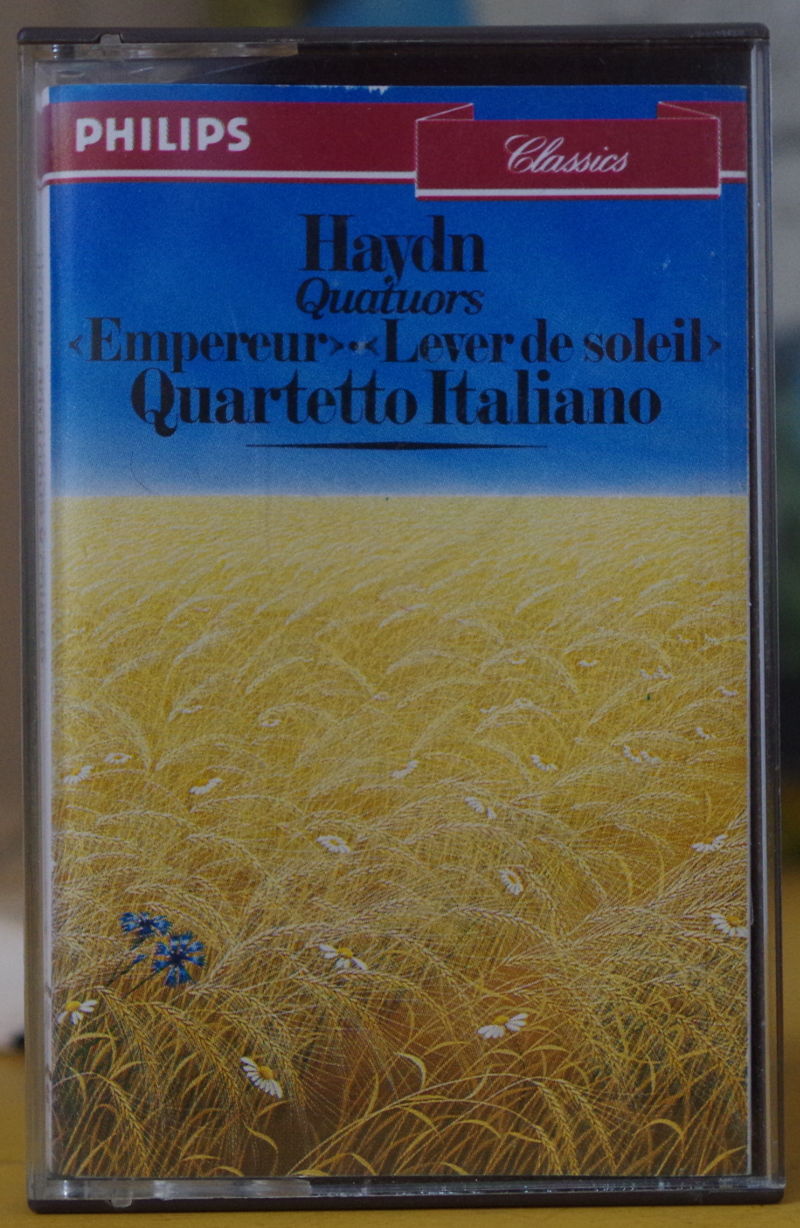 PHILIPS
Classics
Haydn
Quatuors
‹Empereur›·‹Lever de soleil›
Quartetto Italiano